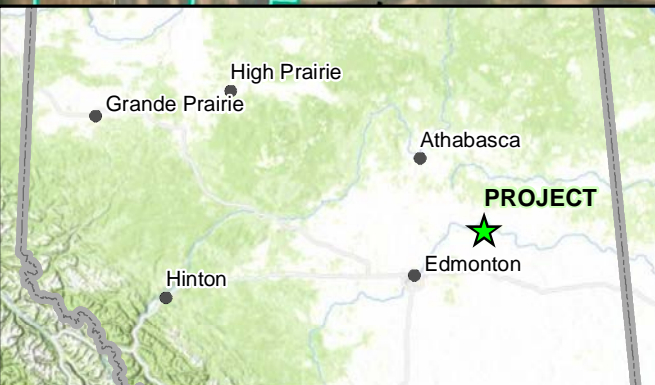 High Prairie
Grande Prairie
Athabasca
PROJECT
Edmonton
Hinton